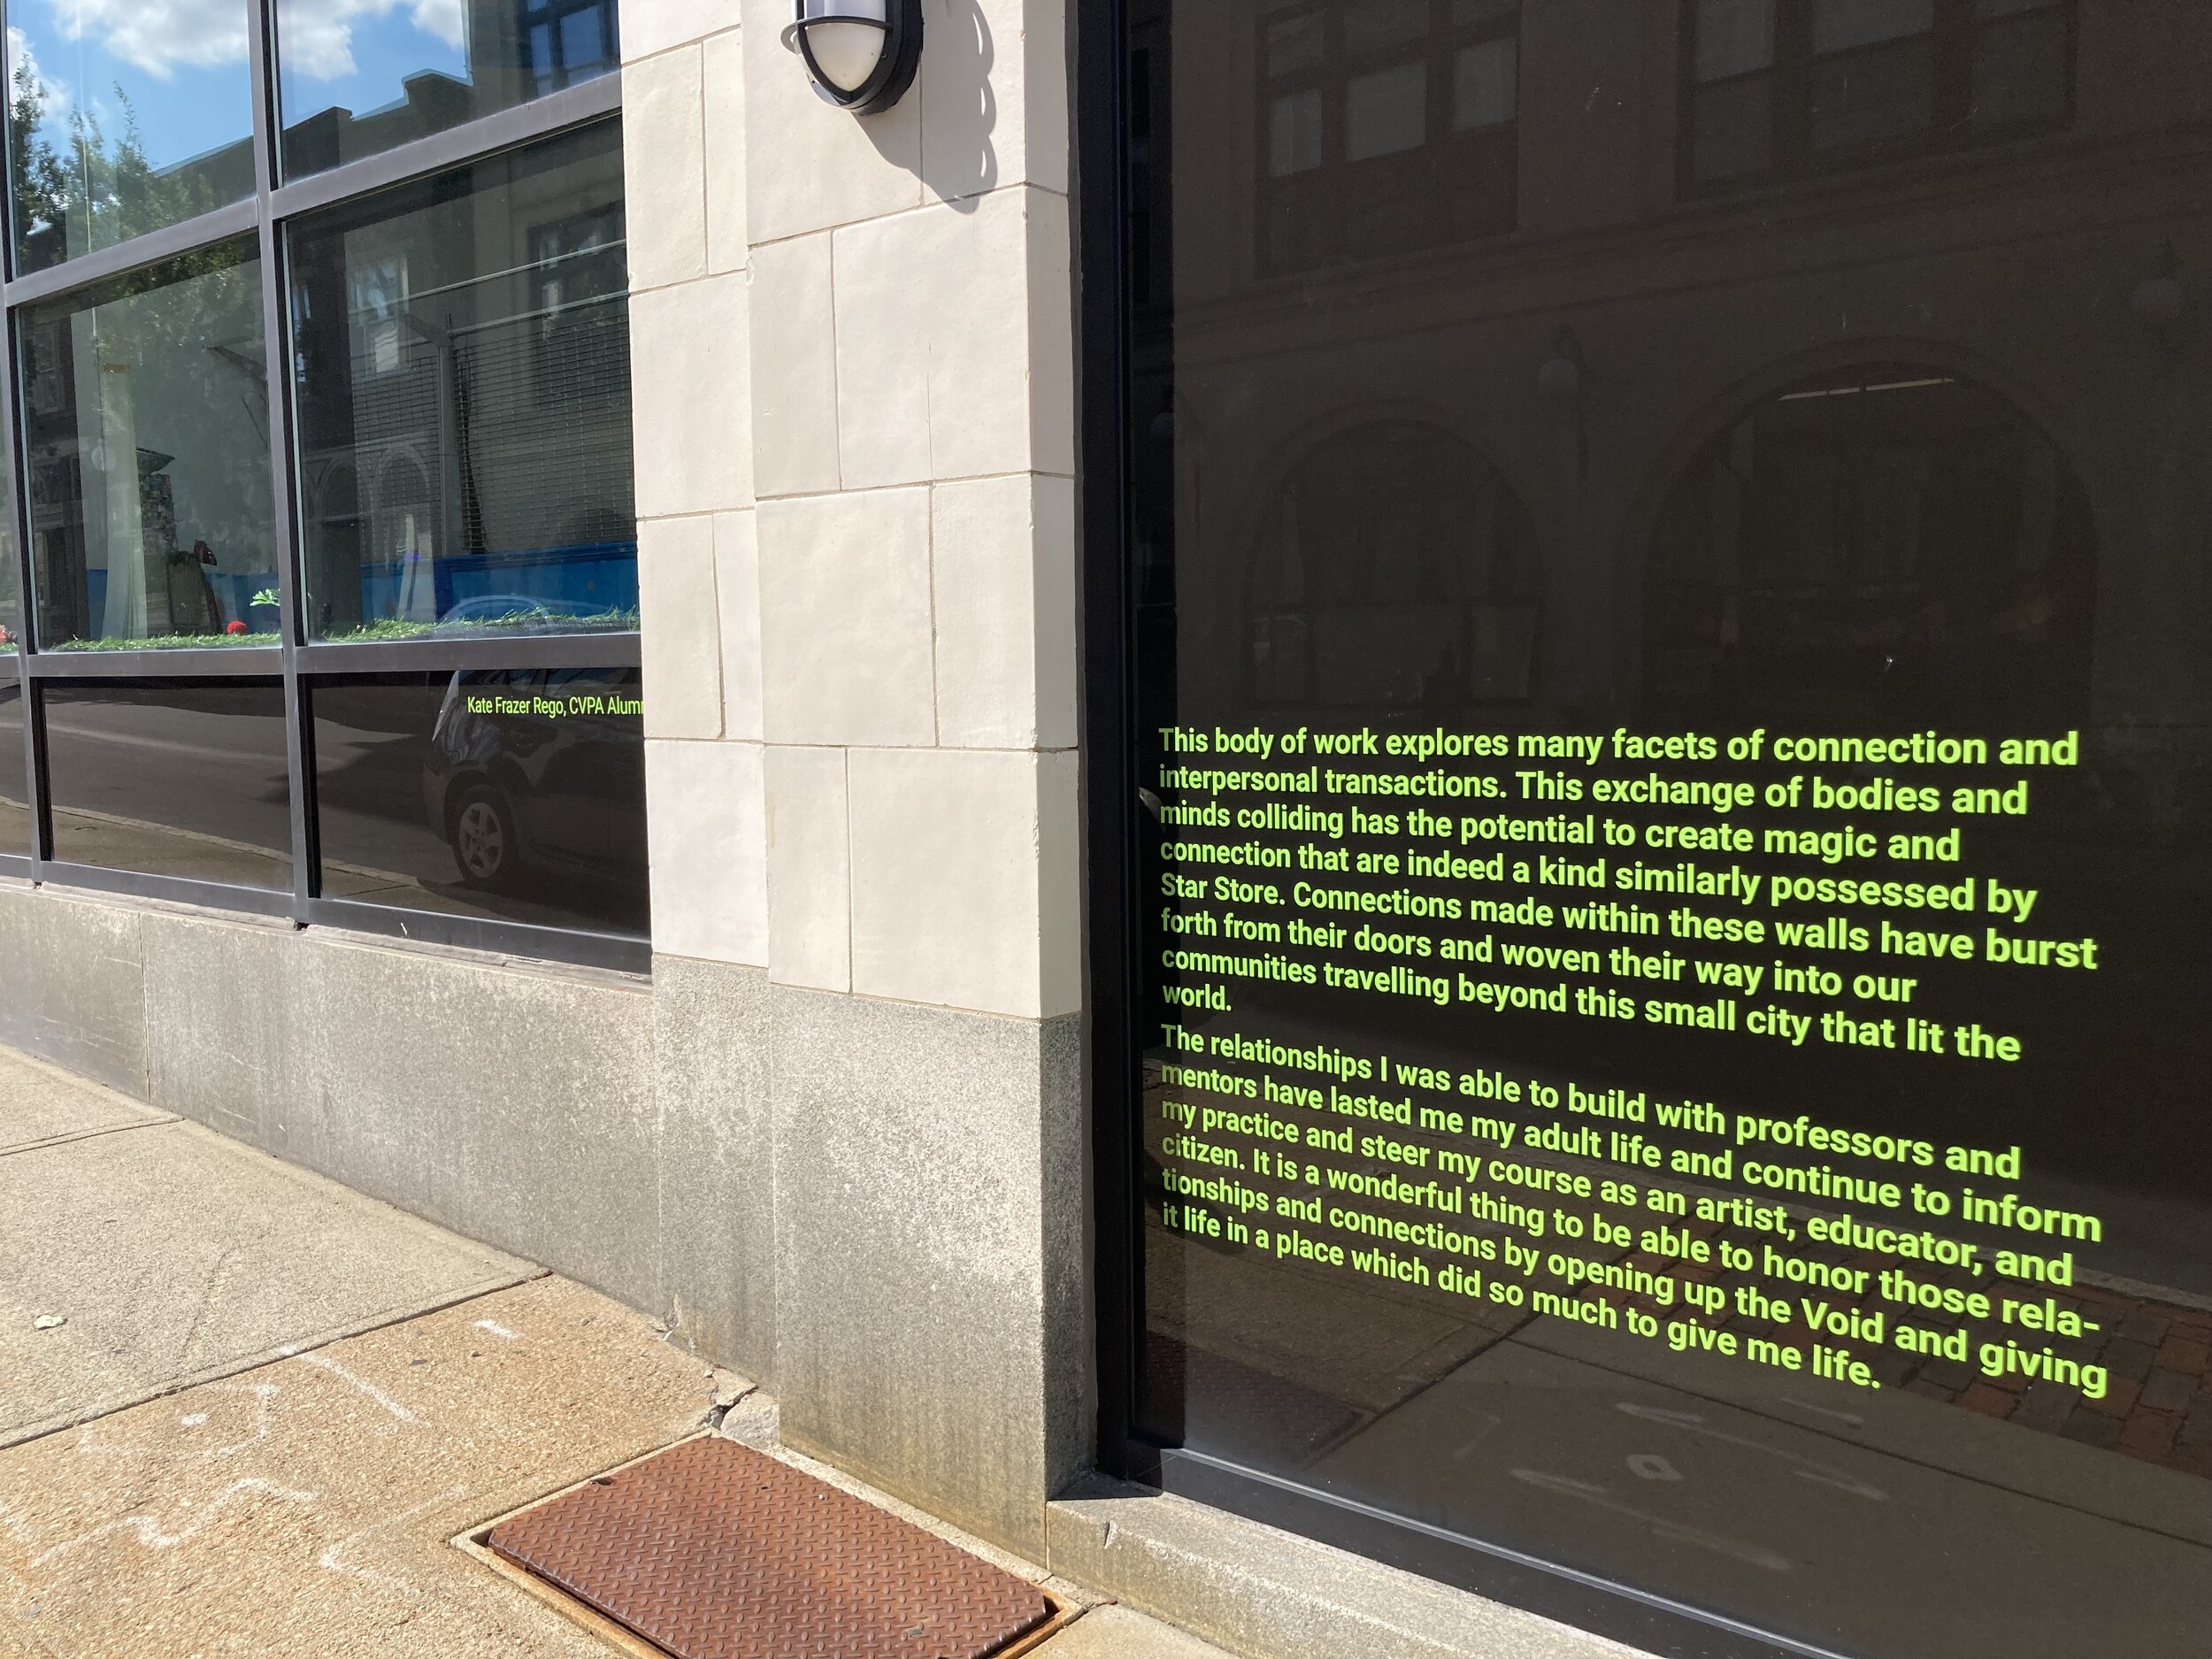 Kate Frazer Rego, CVPA
This body of work explores many facets of connection and
interpersonal transactions. This exchange of bodies and
minds colliding has the potential to create magic and
connection that are indeed a kind similarly possessed by
Star Store. Connections made within these walls have burst
forth from their doors and woven their way into our
communities travelling beyond this small city that lit the
world.
The relationships I was able to build with professors and
mentors have lasted me my adult life and continue to inform
my practice and steer my course as an artist, educator, and
citizen. It is a wonderful thing to be able to honor those rela-
tionships and connections by opening up the Void and giving
it life in a place which did so much to give me life.